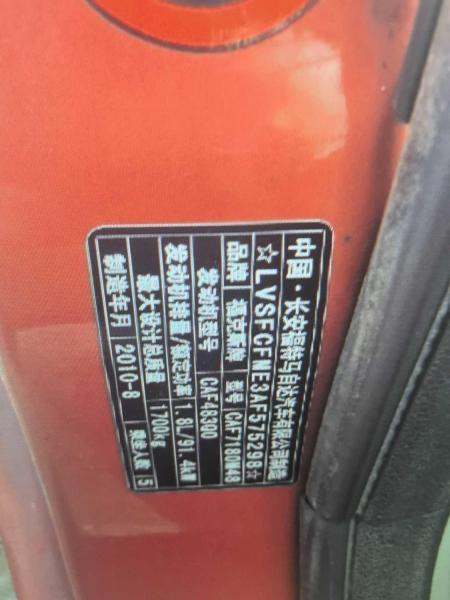 中国·长安福特马自达汽车有限公司制造
☆LVSFCFNE3AF575298☆
品牌 福克斯牌 型号 CAF7180M48
发动机型号 CAF483Q0
发动机排量/额定功率 1.8L/91.4kW
最大设计总质量 1700kg
制造年月 2010-8 乘坐人数 5